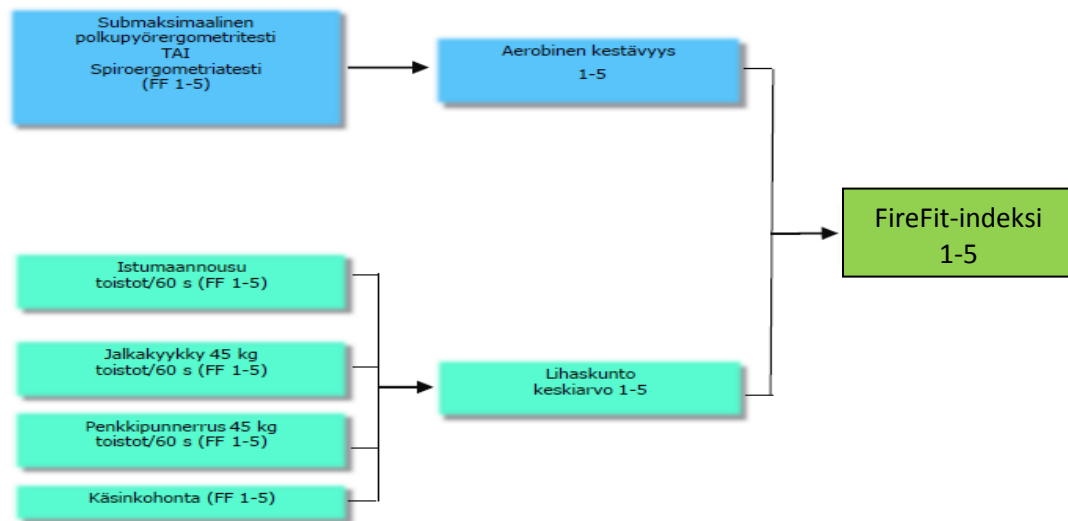 Submaksimaalinen
polkupyörergometritesti
TAI
Spiroergometriatesti
(FF 1-5)
Aerobinen kestävyys
1-5
FireFit-indeksi
1-5
Istumaannousu
toistot/60 s (FF 1-5)
Jalkakyykky 45 kg
toistot/60 s (FF 1-5)
Penkkipunnerrus 45 kg
toistot/60 s (FF 1-5)
Käsinkohonta (FF 1-5)
Lihaskunto
keskiarvo 1-5